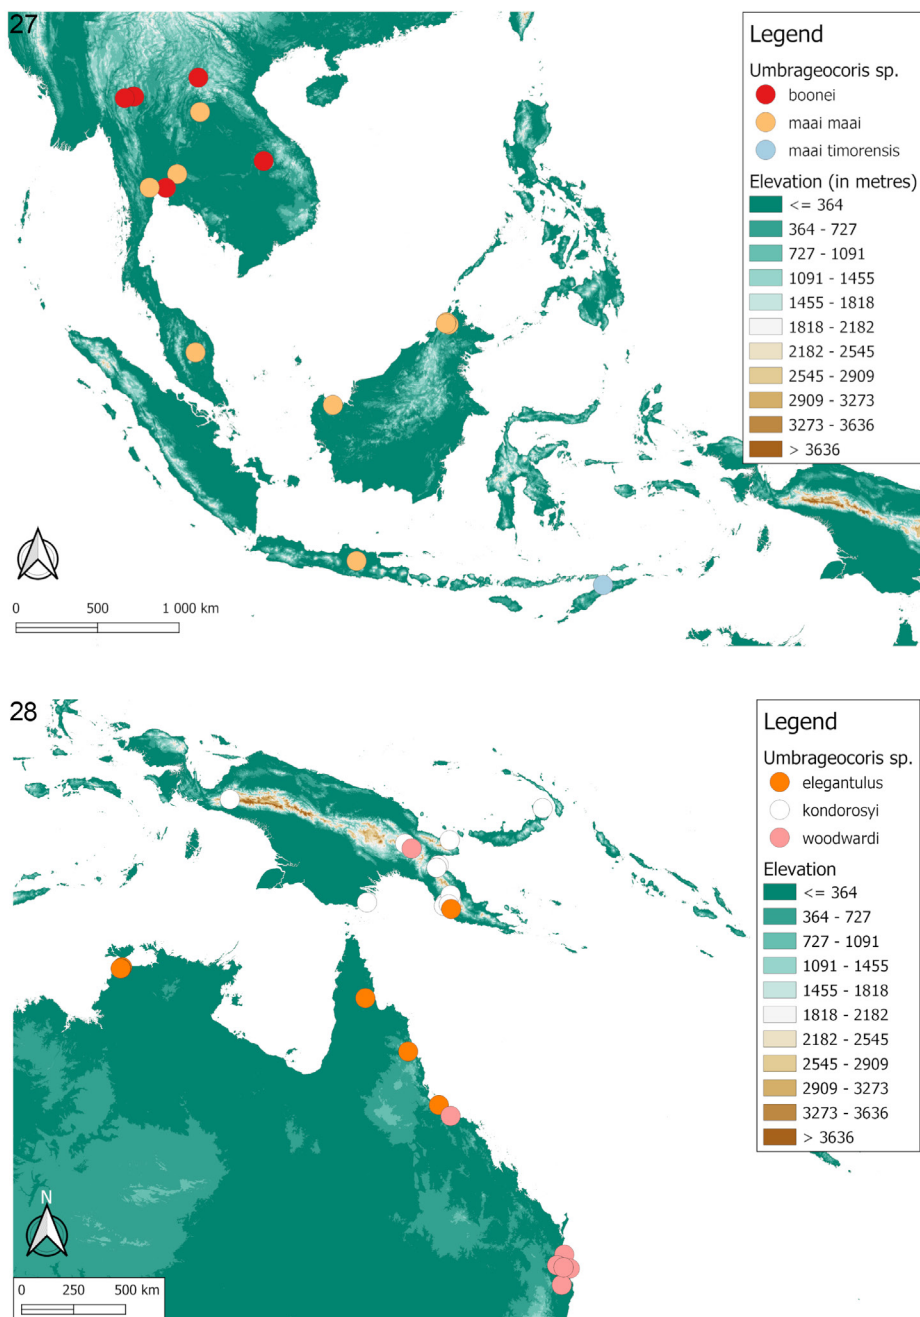 27
Legend
Umbrageocoris sp.
boonei
maai maai
maai timorensis
Elevation (in metres)
<= 364
364 - 727
727 - 1091
1091 - 1455
1455 - 1818
1818 - 2182
2182 - 2545
2545 - 2909
2909 - 3273
3273 - 3636
> 3636
0 500 1 000 km
28
Legend
Umbrageocoris sp.
elegantulus
kondorosyi
woodwardi
Elevation
<= 364
364 - 727
727 - 1091
1091 - 1455
1455 - 1818
1818 - 2182
2182 - 2545
2545 - 2909
2909 - 3273
3273 - 3636
> 3636
N
0 250 500 km